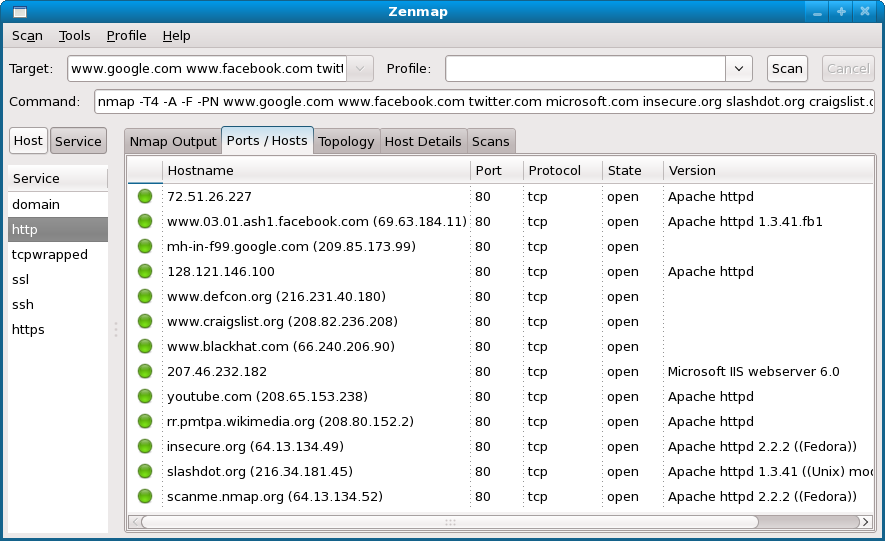 Zenmap
Scan Tools Profile Help
Target: www.google.com www.facebook.com twitt Profile: Scan Cancel
Command: nmap -T4 -A -F -PN www.google.com www.facebook.com twitter.com microsoft.com insecure.org slashdot.org craigslist.o
Host Service Nmap Output Ports / Hosts Topology Host Details Scans
Service
domain
http
tcpwrapped
ssl
ssh
https
Hostname Port Protocol State Version
72.51.26.227 80 tcp open Apache httpd
www.03.01.ash1.facebook.com (69.63.184.11) 80 tcp open Apache httpd 1.3.41.fb1
mh-in-f99.google.com (209.85.173.99) 80 tcp open
128.121.146.100 80 tcp open Apache httpd
www.defcon.org (216.231.40.180) 80 tcp open
www.craigslist.org (208.82.236.208) 80 tcp open
www.blackhat.com (66.240.206.90) 80 tcp open
207.46.232.182 80 tcp open Microsoft IIS webserver 6.0
youtube.com (208.65.153.238) 80 tcp open Apache httpd
rr.pmtpa.wikimedia.org (208.80.152.2) 80 tcp open Apache httpd
insecure.org (64.13.134.49) 80 tcp open Apache httpd 2.2.2 ((Fedora))
slashdot.org (216.34.181.45) 80 tcp open Apache httpd 1.3.41 ((Unix) mod
scanme.nmap.org (64.13.134.52) 80 tcp open Apache httpd 2.2.2 ((Fedora))